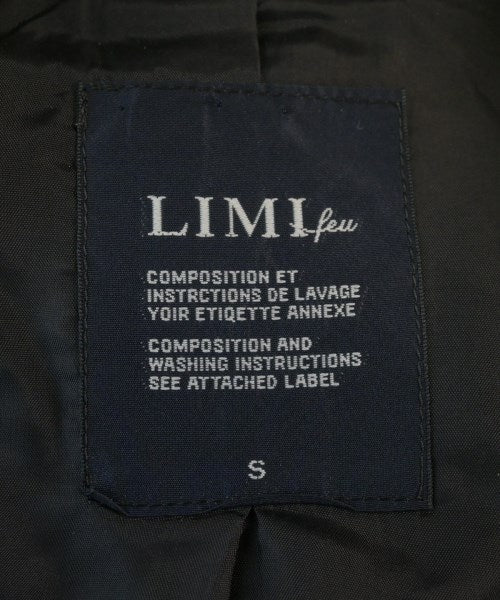 LIMI feu
COMPOSITION ET
INSTRCTIONS DE LAVAGE
YOIR ETIQETTE ANNEXE
COMPOSITION AND
WASHING INSTRUCTIONS
SEE ATTACHED LABEL
S